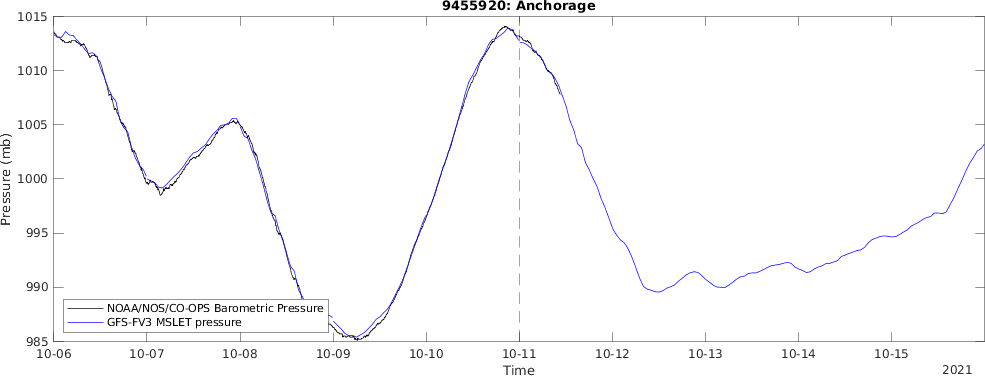 9455920: Anchorage
Pressure (mb)
1015
1010
1005
1000
995
990
985
NOAA/NOS/CO-OPS Barometric Pressure
GFS-FV3 MSLET pressure
10-06 10-07 10-08 10-09 10-10 10-11 10-12 10-13 10-14 10-15
Time
2021